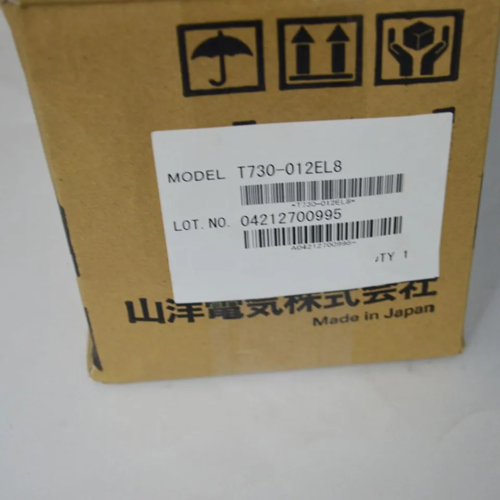 MODEL T730-012EL8
*T730-012EL8*
LOT.NO. 04212700995
QTY 1
山洋電気株式会社
Made in Japan